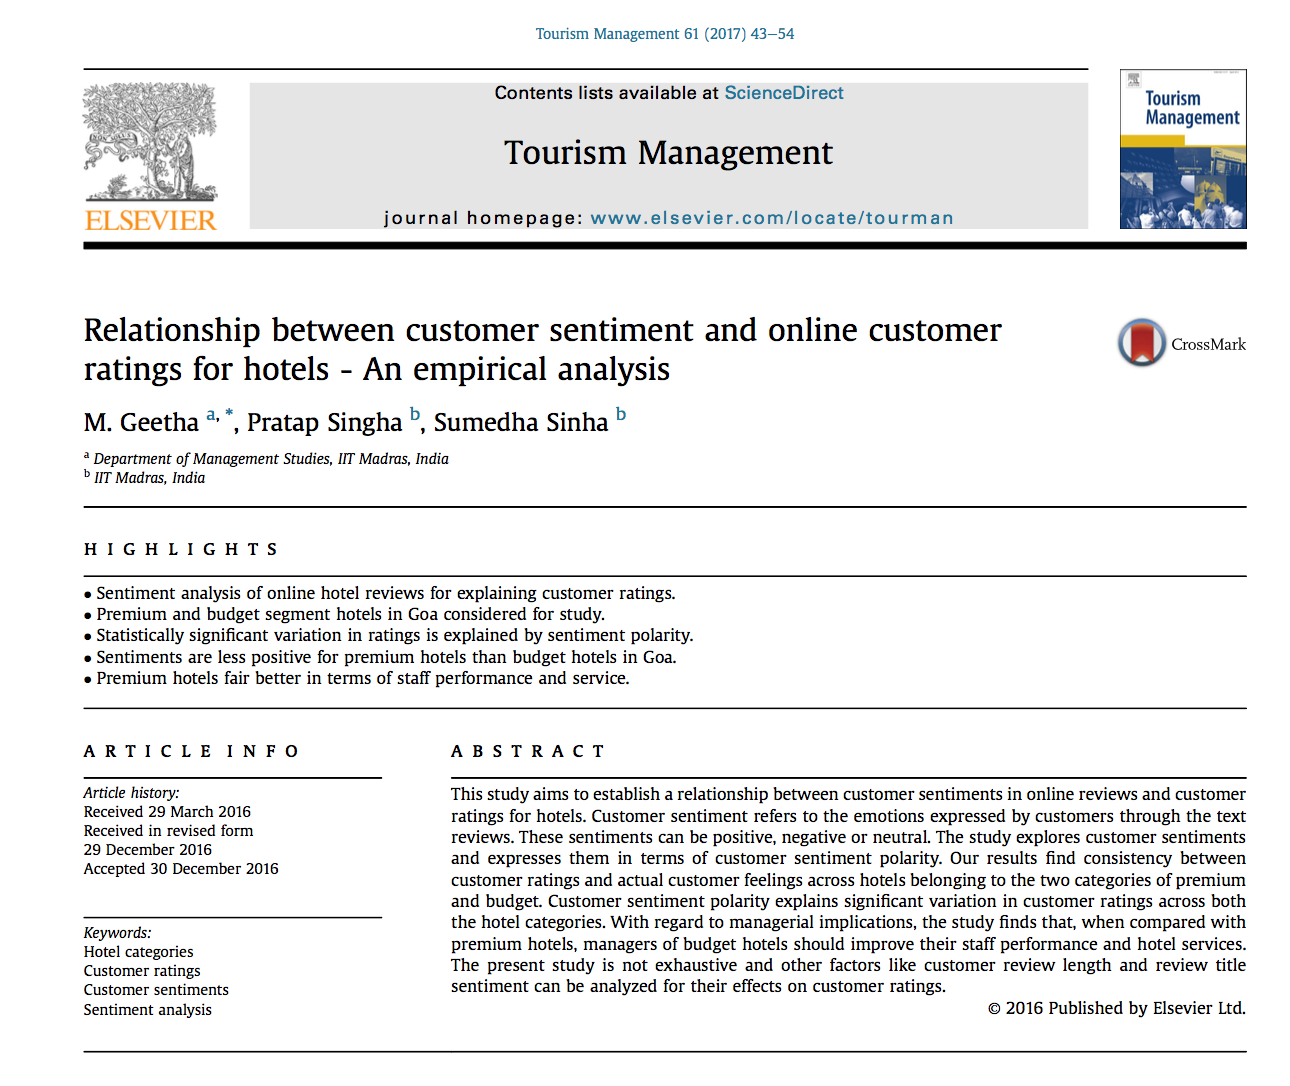 Tourism Management 61 (2017) 43–54
Contents lists available at ScienceDirect
Tourism Management
journal homepage: www.elsevier.com/locate/tourman
ELSEVIER
Tourism
Management
Relationship between customer sentiment and online customer
ratings for hotels - An empirical analysis
CrossMark
M. Geetha a, *, Pratap Singha b, Sumedha Sinha b
a Department of Management Studies, IIT Madras, India
b IIT Madras, India
HIGHLIGHTS
• Sentiment analysis of online hotel reviews for explaining customer ratings.
• Premium and budget segment hotels in Goa considered for study.
• Statistically significant variation in ratings is explained by sentiment polarity.
• Sentiments are less positive for premium hotels than budget hotels in Goa.
• Premium hotels fair better in terms of staff performance and service.
ARTICLE INFO
Article history:
Received 29 March 2016
Received in revised form
29 December 2016
Accepted 30 December 2016
Keywords:
Hotel categories
Customer ratings
Customer sentiments
Sentiment analysis
ABSTRACT
This study aims to establish a relationship between customer sentiments in online reviews and customer
ratings for hotels. Customer sentiment refers to the emotions expressed by customers through the text
reviews. These sentiments can be positive, negative or neutral. The study explores customer sentiments
and expresses them in terms of customer sentiment polarity. Our results find consistency between
customer ratings and actual customer feelings across hotels belonging to the two categories of premium
and budget. Customer sentiment polarity explains significant variation in customer ratings across both
the hotel categories. With regard to managerial implications, the study finds that, when compared with
premium hotels, managers of budget hotels should improve their staff performance and hotel services.
The present study is not exhaustive and other factors like customer review length and review title
sentiment can be analyzed for their effects on customer ratings.
© 2016 Published by Elsevier Ltd.